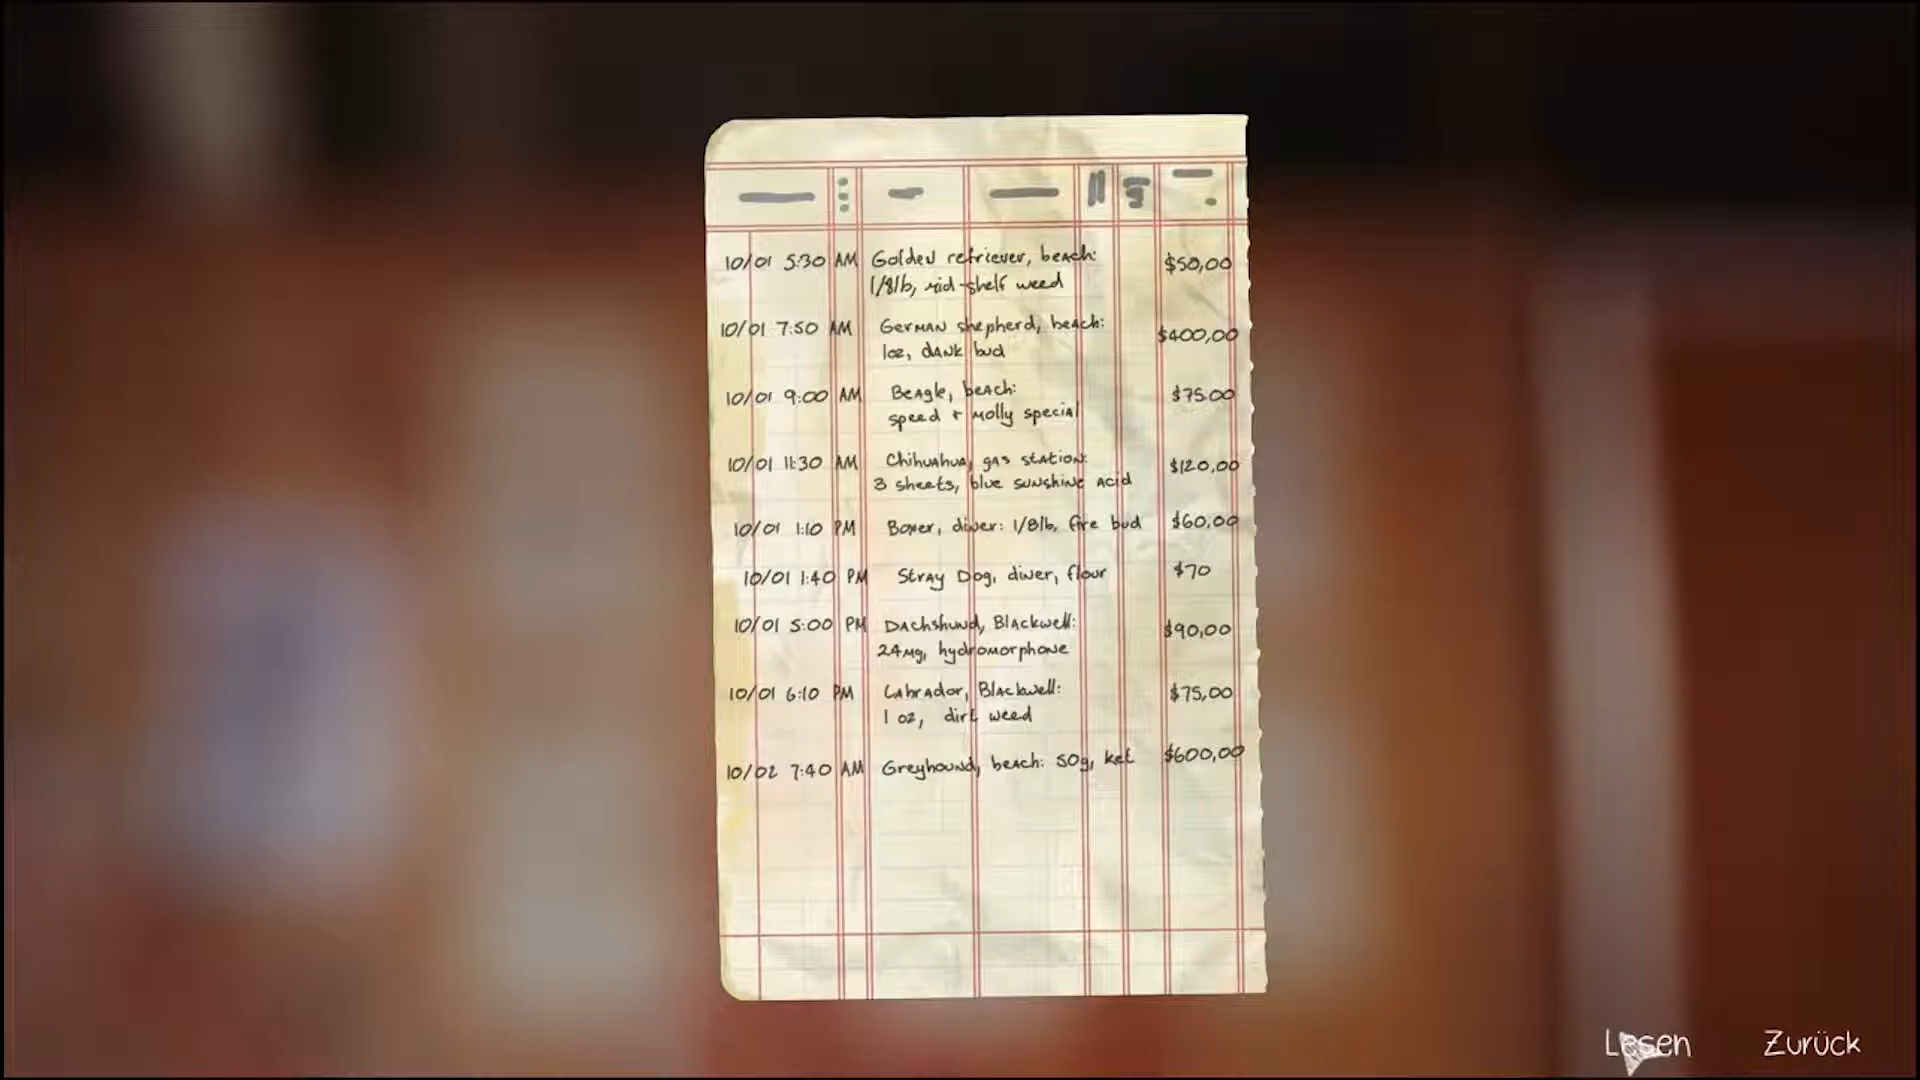 10/01 5:30 AM Golden retriever, beach: $50,00
1/8lb, mid-shelf weed
10/01 7:50 AM German shepherd, beach: $400,00
1oz, dank bud
10/01 9:00 AM Beagle, beach: $75.00
speed + Molly special
10/01 11:30 AM Chihuahua, gas station: $120,00
3 sheets, blue sunshine acid
10/01 1:10 PM Boxer, diner: 1/8lb, fire bud $60,00
10/01 1:40 PM Stray Dog, diner, flour $70
10/01 5:00 PM Dachshund, Blackwell: $90,00
24mg, hydromorphone
10/01 6:10 PM Labrador, Blackwell: $75,00
1 oz, dirt weed
10/02 7:40 AM Greyhound, beach: 50g, ket $600,00
Lesen Zurück